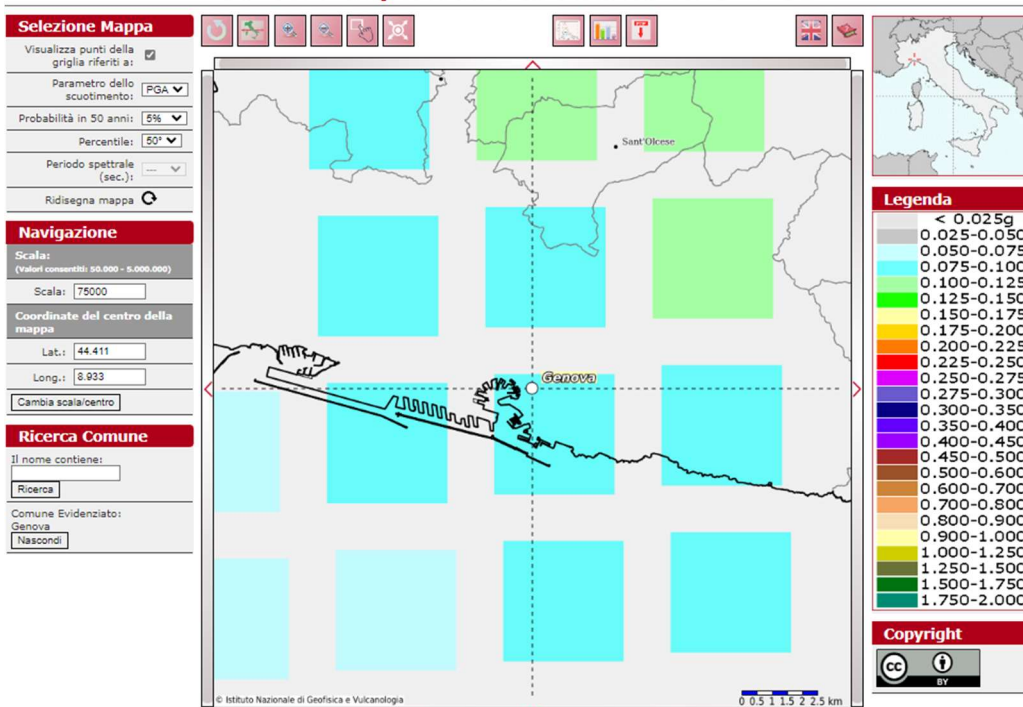 Selezione Mappa
Visualizza punti della
griglia riferiti a:
Parametro dello
scuotimento: PGA
Probabilità in 50 anni: 5%
Percentile: 50°
Periodo spettrale
(sec.): ---
Ridisegna mappa
Navigazione
Scala:
(Valori consentiti: 50.000 - 5.000.000)
Scala: 75000
Coordinate del centro della
mappa
Lat.: 44.411
Long.: 8.933
Cambia scala/centro
Ricerca Comune
Il nome contiene:
Ricerca
Comune Evidenziato:
Genova
Nascondi
Sant'Olcese
Genova
© Istituto Nazionale di Geofisica e Vulcanologia
0 0.5 1 1.5 2 2.5 km
Legenda
< 0.025g
0.025-0.050
0.050-0.075
0.075-0.100
0.100-0.125
0.125-0.150
0.150-0.175
0.175-0.200
0.200-0.225
0.225-0.250
0.250-0.275
0.275-0.300
0.300-0.350
0.350-0.400
0.400-0.450
0.450-0.500
0.500-0.600
0.600-0.700
0.700-0.800
0.800-0.900
0.900-1.000
1.000-1.250
1.250-1.500
1.500-1.750
1.750-2.000
Copyright
cc
BY